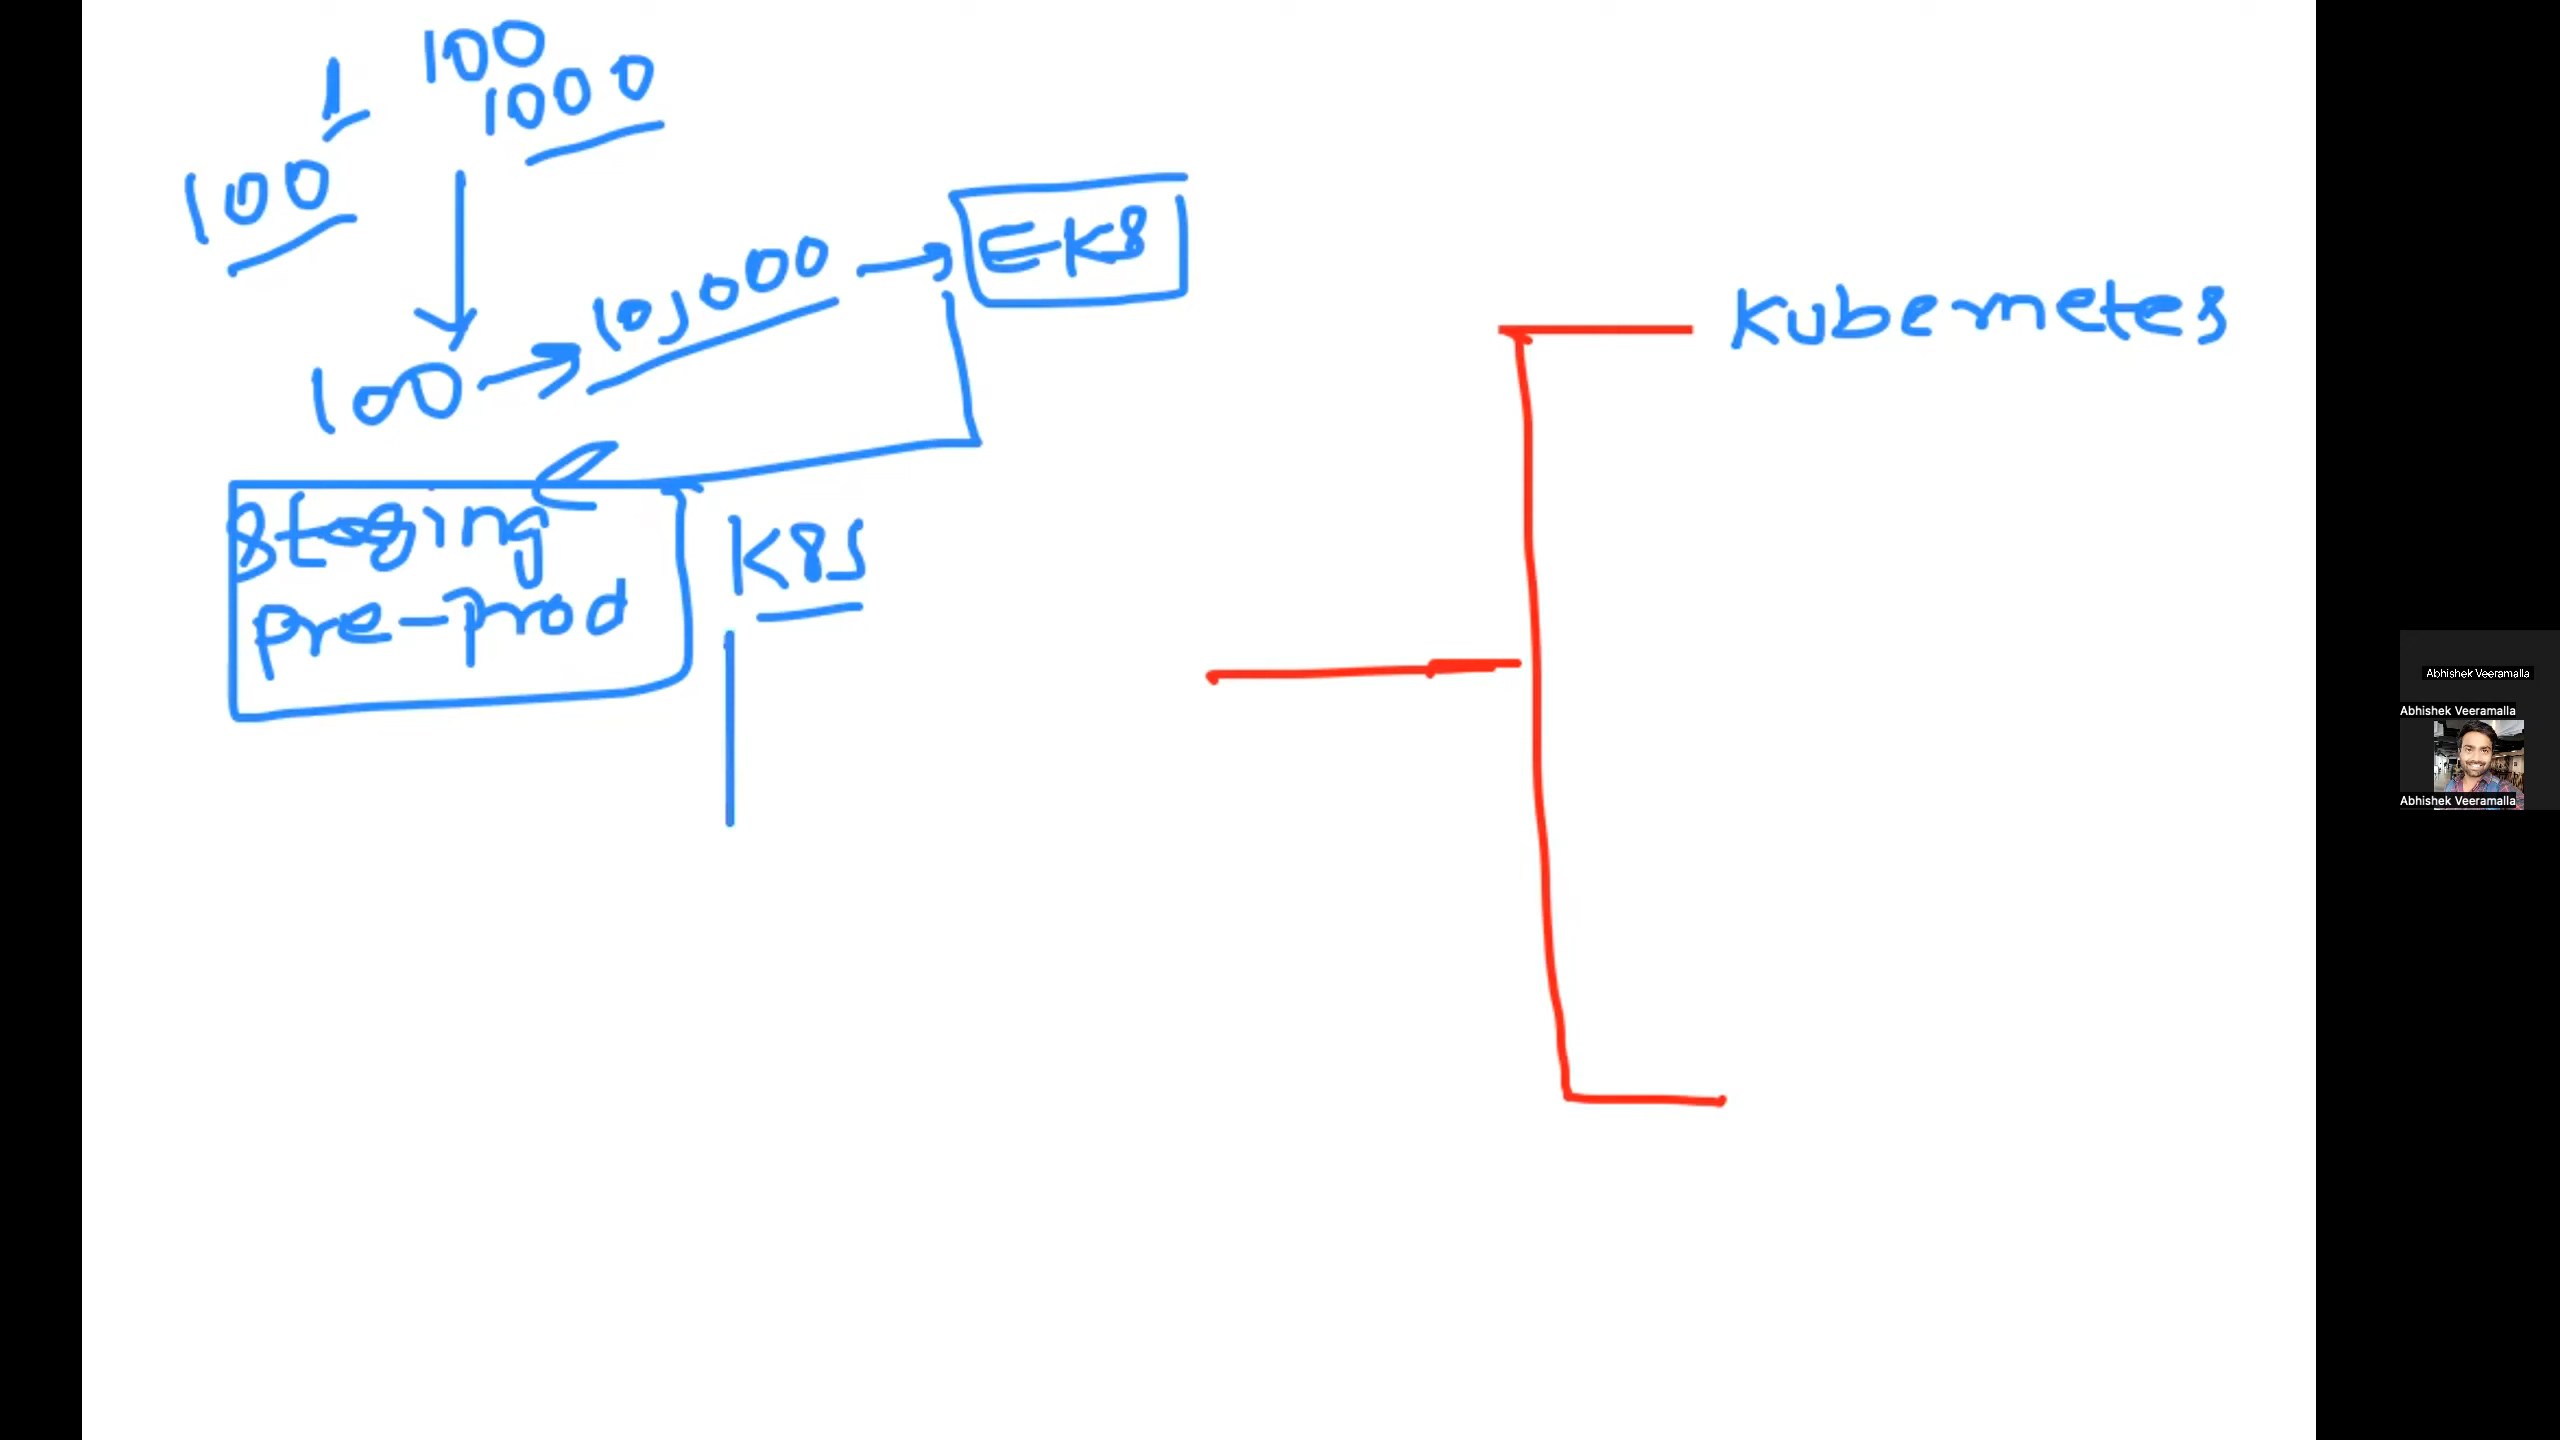 1 100
1000
100
100 → 10,000 → EKS
Staging
pre-prod
K8S
Kubernetes
Abhishek Veeramalla
Abhishek Veeramalla
Abhishek Veeramalla